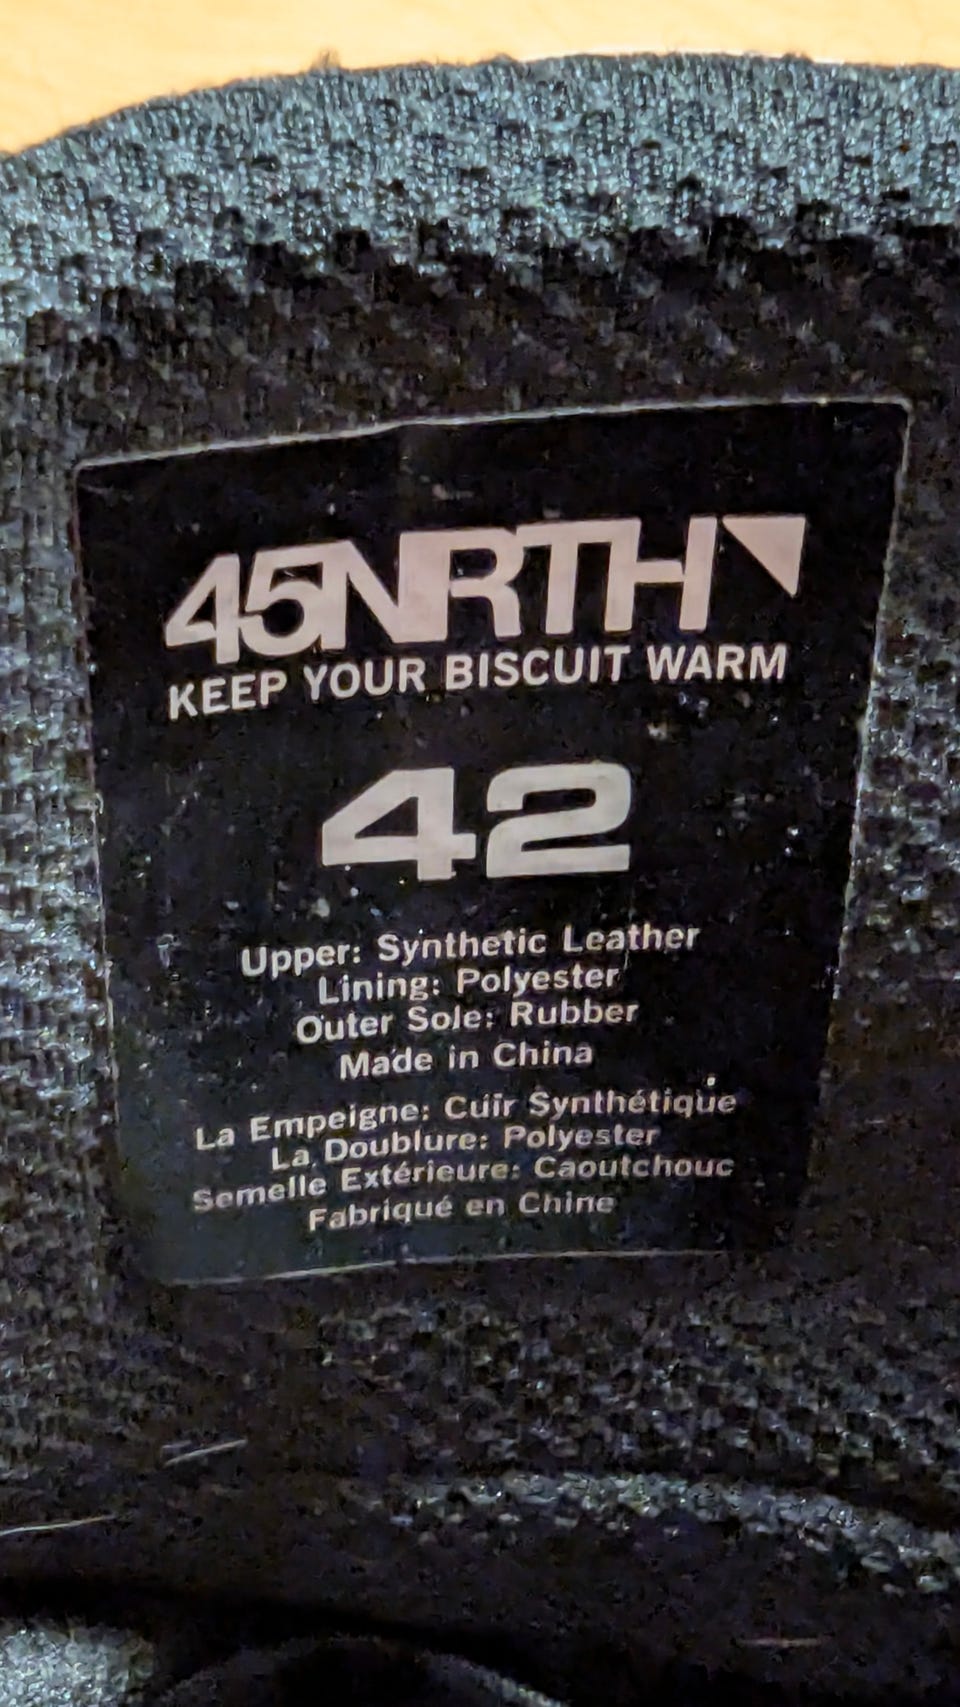 45NRTH
KEEP YOUR BISCUIT WARM
42
Upper: Synthetic Leather
Lining: Polyester
Outer Sole: Rubber
Made in China
La Empeigne: Cuir Synthétique
La Doublure: Polyester
Semelle Extérieure: Caoutchouc
Fabriqué en Chine